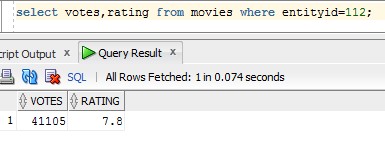 select votes,rating from movies where entityid=112;
cript Output x Query Result x
SQL | All Rows Fetched: 1 in 0.074 seconds
VOTES RATING
1 41105 7.8